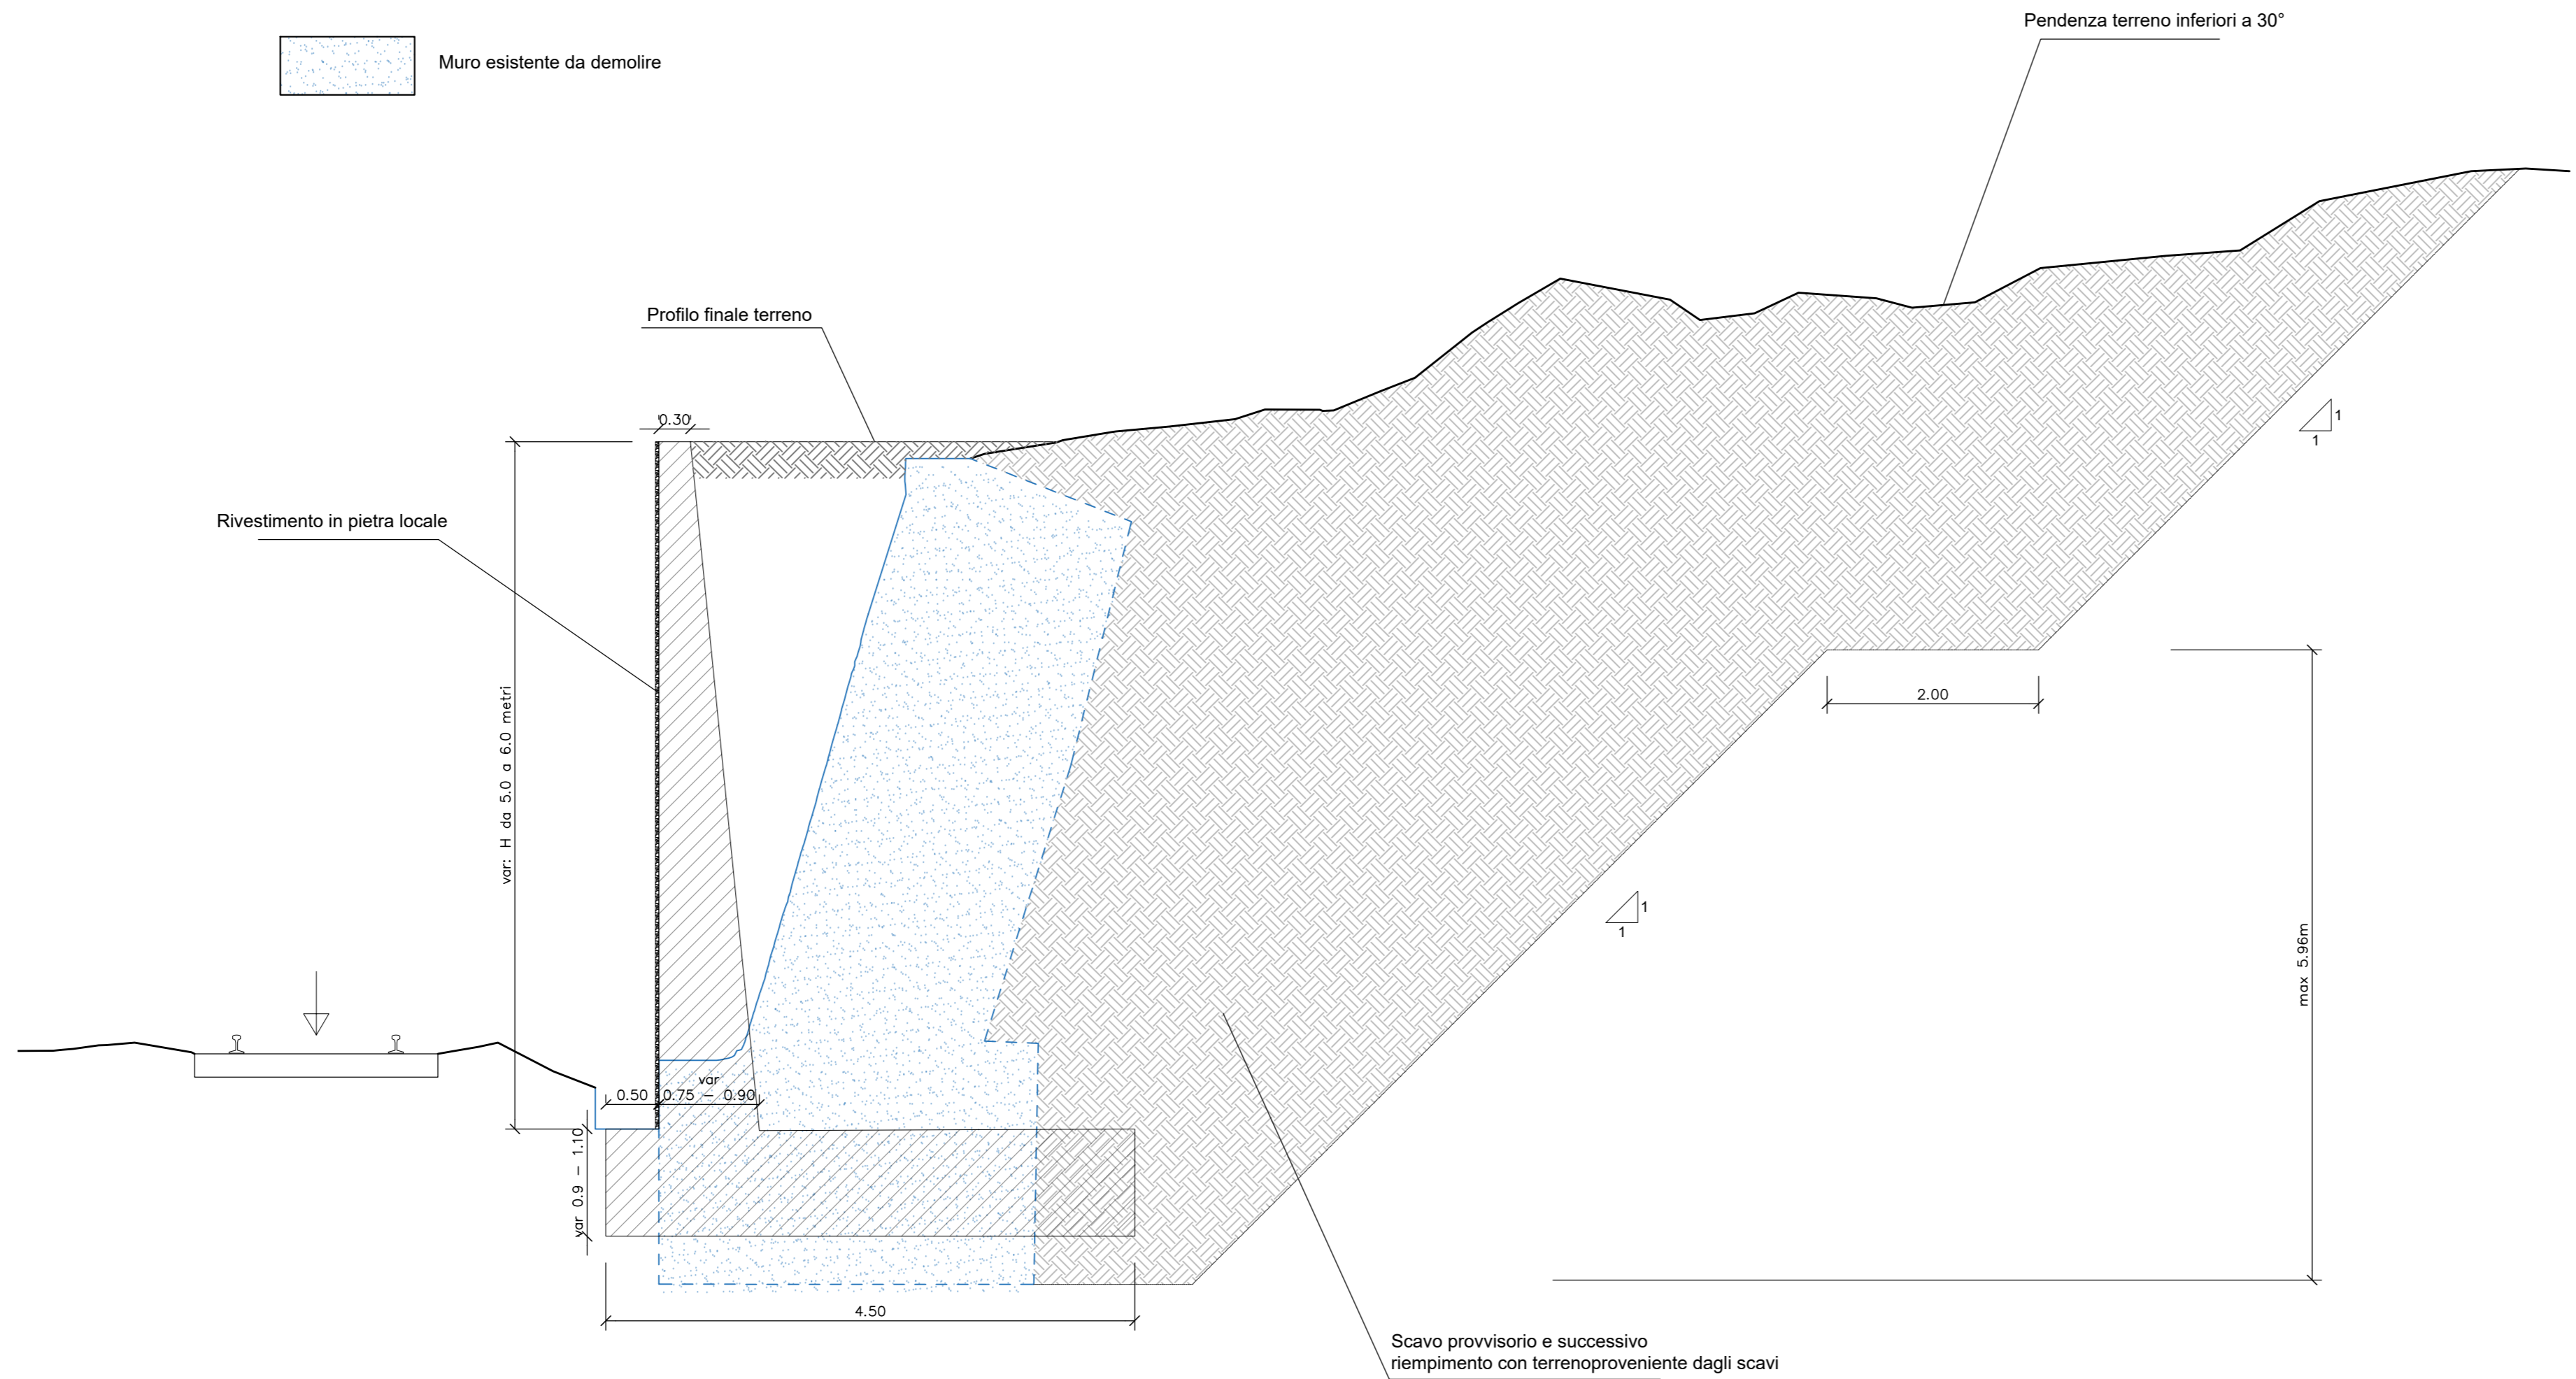 Pendenza terreno inferiori a 30°
Muro esistente da demolire
Profilo finale terreno
0.30
1
1
Rivestimento in pietra locale
2.00
var: H da 5.0 a 6.0 metri
1
1
max 5.96m
var
0.50
0.75 – 0.90
var 0.9 – 1.10
4.50
Scavo provvisorio e successivo
riempimento con terrenoproveniente dagli scavi